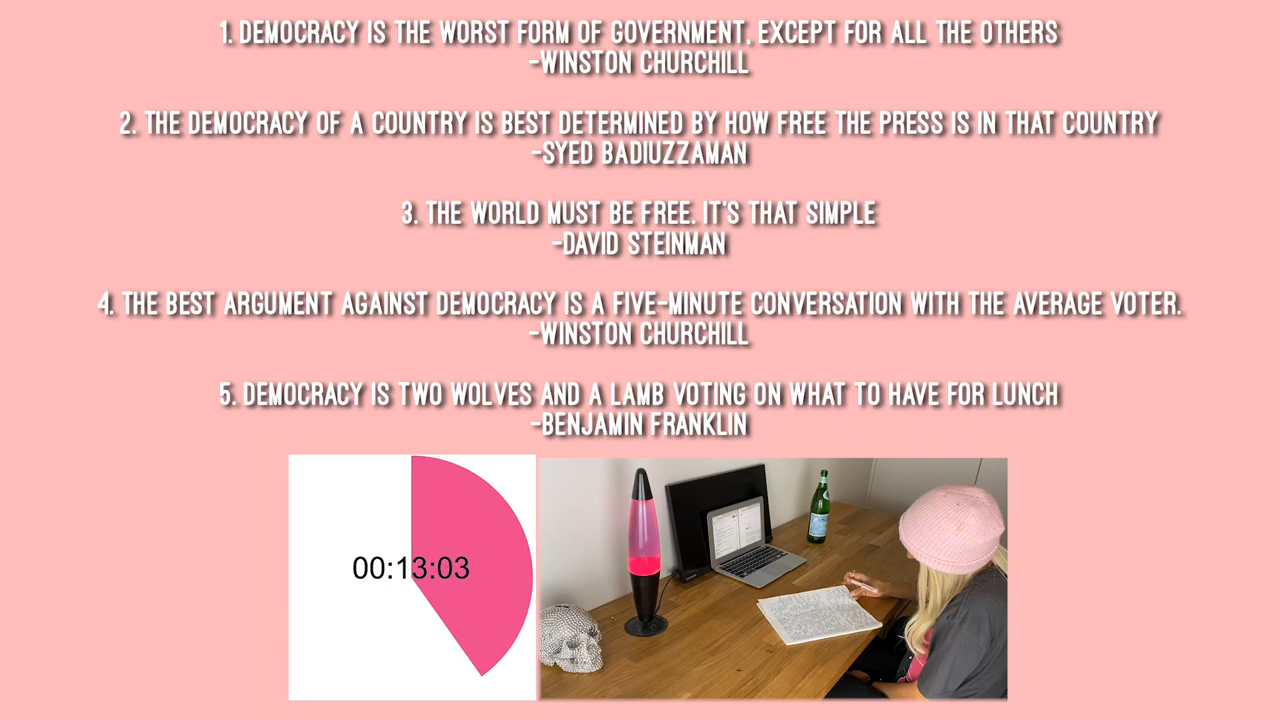 1. DEMOCRACY IS THE WORST FORM OF GOVERNMENT, EXCEPT FOR ALL THE OTHERS
-WINSTON CHURCHILL
2. THE DEMOCRACY OF A COUNTRY IS BEST DETERMINED BY HOW FREE THE PRESS IS IN THAT COUNTRY
-SYED BADIUZZAMAN
3. THE WORLD MUST BE FREE. IT'S THAT SIMPLE
-DAVID STEINMAN
4. THE BEST ARGUMENT AGAINST DEMOCRACY IS A FIVE-MINUTE CONVERSATION WITH THE AVERAGE VOTER.
-WINSTON CHURCHILL
5. DEMOCRACY IS TWO WOLVES AND A LAMB VOTING ON WHAT TO HAVE FOR LUNCH
-BENJAMIN FRANKLIN
00:13:03